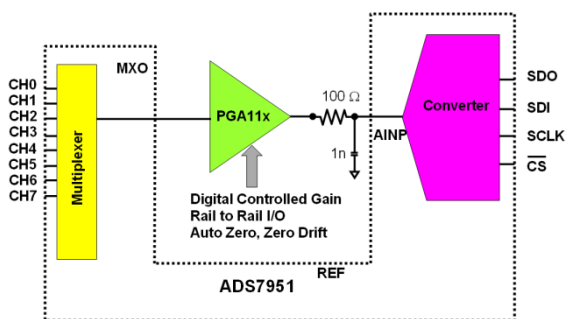 MXO
CH0
CH1
CH2
CH3
CH4
CH5
CH6
CH7
Multiplexer
PGA11x
100 Ω
1n
AINP
Converter
SDO
SDI
SCLK
CS
Digital Controlled Gain
Rail to Rail I/O
Auto Zero, Zero Drift
REF
ADS7951